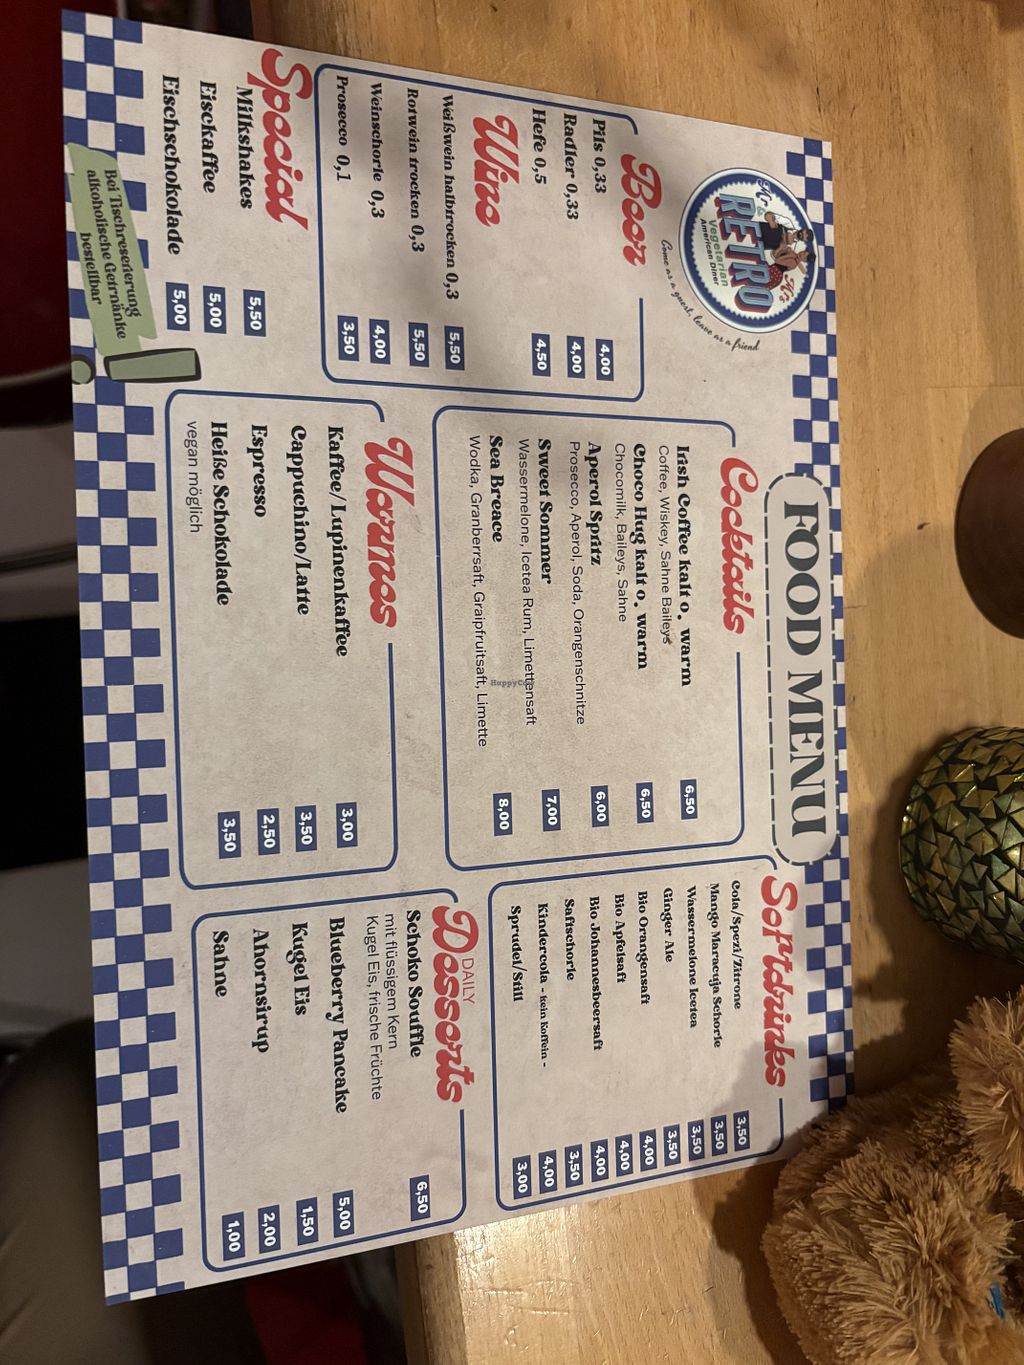 FOOD MENU
Mr's
&
Mr's
RETRO
Vegetarian
American Diner
Come as a guest, leave as a friend
Beer
Pils 0,33 4,00
Radler 0,33 4,00
Hefe 0,5 4,50
Wine
Weißwein halbtrocken 0,3 5,50
Rotwein trocken 0,3 5,50
Weinschorle 0,3 4,00
Prosecco 0,1 3,50
Special
Milkshakes 5,50
Eisckaffee 5,00
Eischschokolade 5,00
Bei Tischreserierung
alkoholische Getrnänke
bestellbar
!
Cocktails
Irish Coffee kalt o. warm 6,50
Coffee, Wiskey, Sahne Baileys
Choco Hug kalt o. warm 6,50
Chocomilk, Baileys, Sahne
Aperol Spritz 6,00
Prosecco, Aperol, Soda, Orangenschnitze
Sweet Sommer 7,00
Wassermelone, Icetea Rum, Limettensaft
Sea Breace 8,00
Wodka, Granberrsaft, Graipfruitsaft, Limette
HappyCow
Warmes
Kaffee/Lupinenkaffee 3,00
Cappuchino/Latte 3,50
Espresso 2,50
Heiße Schokolade 3,50
vegan möglich
Softdrinks
Cola/Spezi/Zitrone 3,50
Mango Maracuja Schorle 3,50
Wassermelone Icetea 3,50
Ginger Ale 3,50
Bio Orangensaft 4,00
Bio Apfelsaft 4,00
Bio Johannesbeersaft 4,00
Saftschorle 3,50
Kindercola - kein Koffein - 4,00
Sprudel/Still 3,00
DAILY
Desserts
Schoko Souffle 6,50
mit flüssigem Kern
Kugel Eis, frische Früchte
Blueberry Pancake 5,00
Kugel Eis 1,50
Ahornsirup 2,00
Sahne 1,00